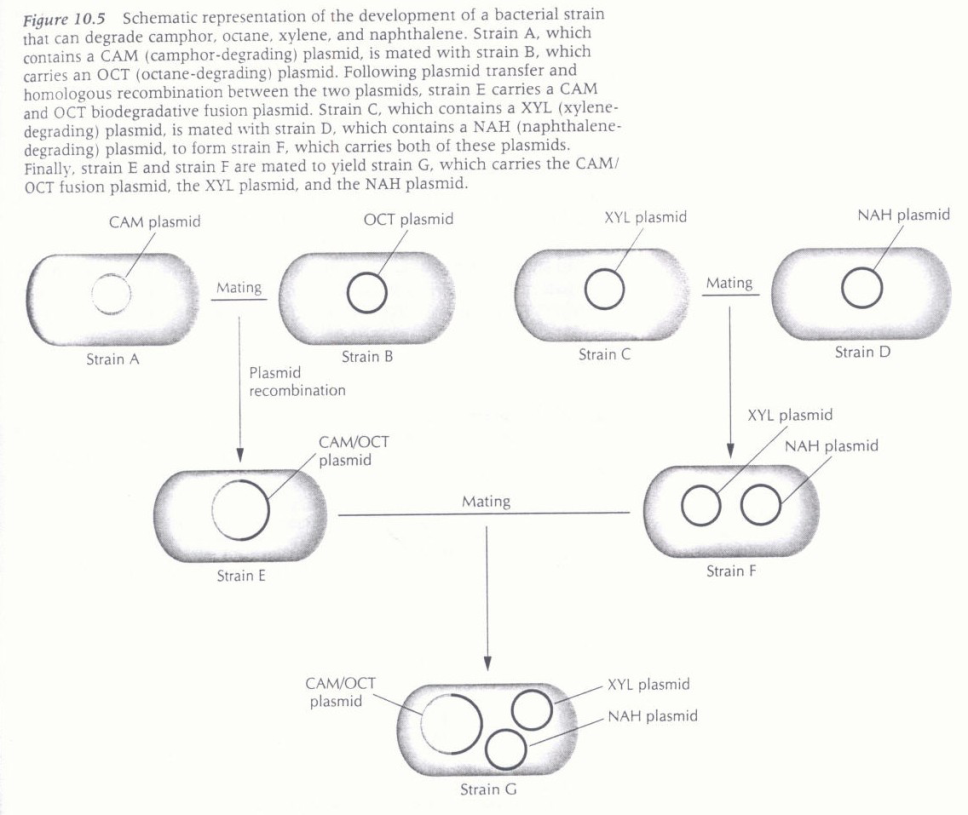 Figure 10.5 Schematic representation of the development of a bacterial strain
that can degrade camphor, octane, xylene, and naphthalene. Strain A, which
contains a CAM (camphor-degrading) plasmid, is mated with strain B, which
carries an OCT (octane-degrading) plasmid. Following plasmid transfer and
homologous recombination between the two plasmids, strain E carries a CAM
and OCT biodegradative fusion plasmid. Strain C, which contains a XYL (xylene-
degrading) plasmid, is mated with strain D, which contains a NAH (naphthalene-
degrading) plasmid, to form strain F, which carries both of these plasmids.
Finally, strain E and strain F are mated to yield strain G, which carries the CAM/
OCT fusion plasmid, the XYL plasmid, and the NAH plasmid.
CAM plasmid
OCT plasmid
XYL plasmid
NAH plasmid
Mating
Mating
Strain A
Strain B
Strain C
Strain D
Plasmid
recombination
CAM/OCT
plasmid
XYL plasmid
NAH plasmid
Mating
Strain E
Strain F
CAM/OCT
plasmid
XYL plasmid
NAH plasmid
Strain G